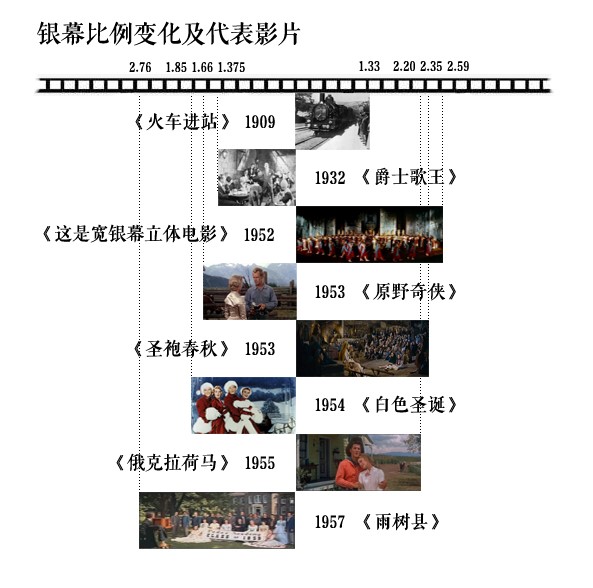 银幕比例变化及代表影片
2.76 1.85 1.66 1.375 1.33 2.20 2.35 2.59
《火车进站》 1909
1932 《爵士歌王》
《这是宽银幕立体电影》 1952
1953 《原野奇侠》
《圣袍春秋》 1953
1954 《白色圣诞》
《俄克拉荷马》 1955
1957 《雨树县》